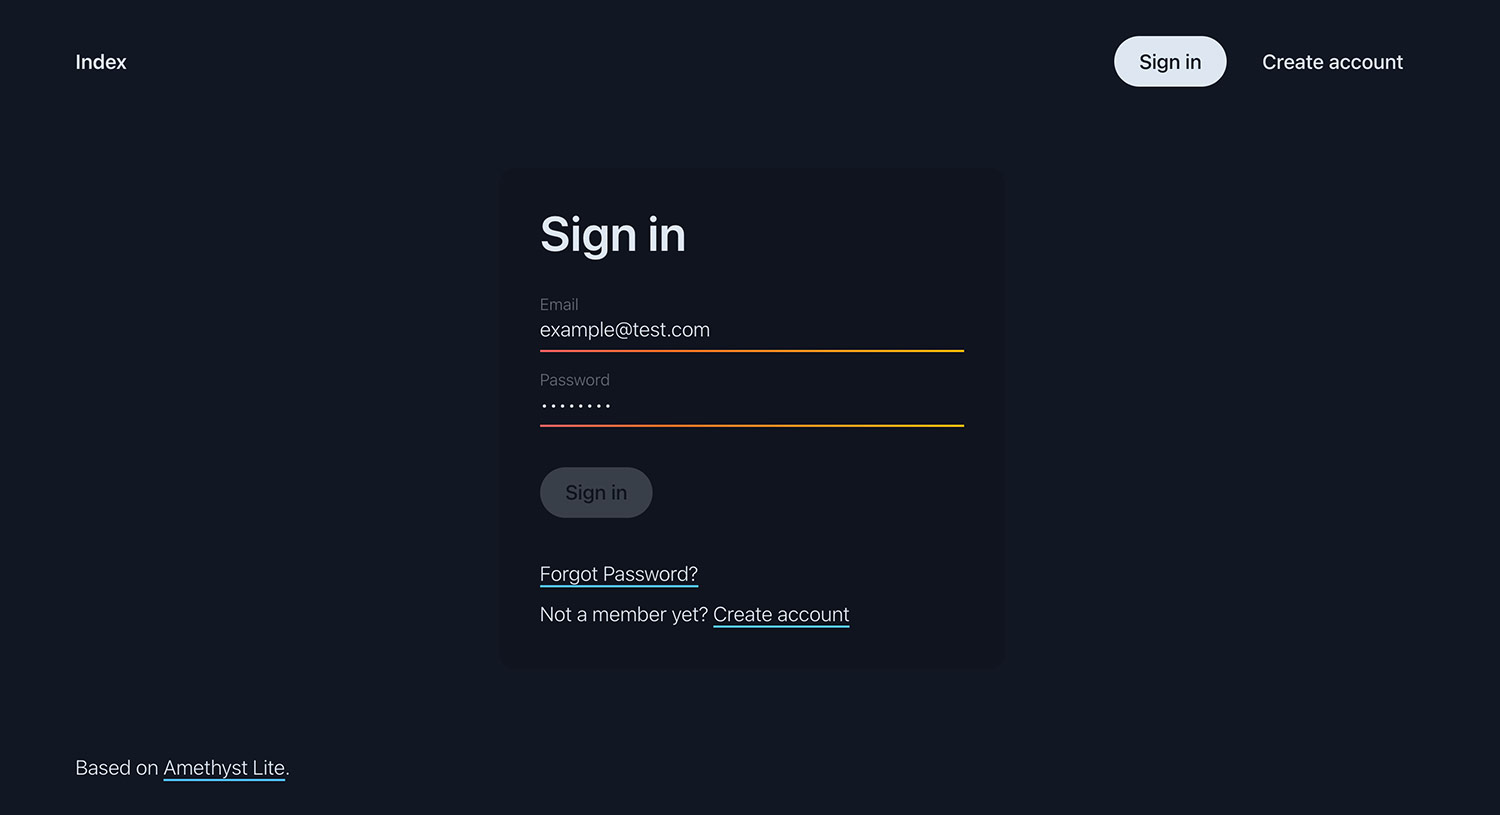 Index
Sign in
Create account
Sign in
Email
example@test.com
Password
••••••••
Sign in
Forgot Password?
Not a member yet? Create account
Based on Amethyst Lite.